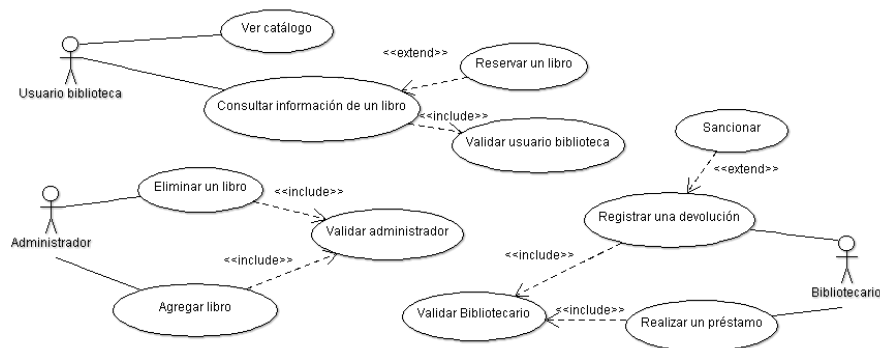 Ver catálogo
<<extend>>
Reservar un libro
Usuario biblioteca
Consultar información de un libro
<<include>>
Validar usuario biblioteca
Sancionar
<<extend>>
Eliminar un libro
<<include>>
Registrar una devolución
Administrador
Validar administrador
<<include>>
<<include>>
Bibliotecario
Agregar libro
Validar Bibliotecario
<<include>>
Realizar un préstamo